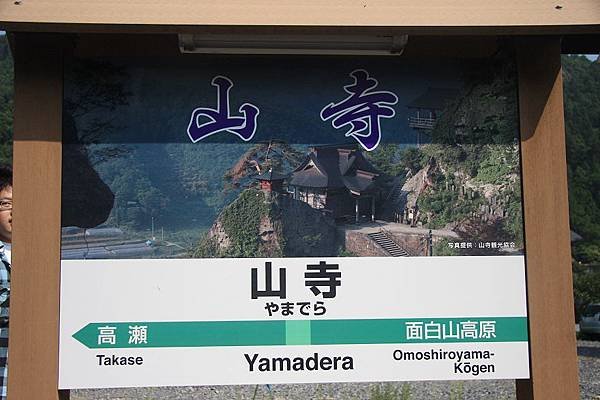 山寺
写真提供：山寺観光協会
山寺
やまでら
高瀬 面白山高原
Takase Yamadera Omoshiroyama-
Kōgen